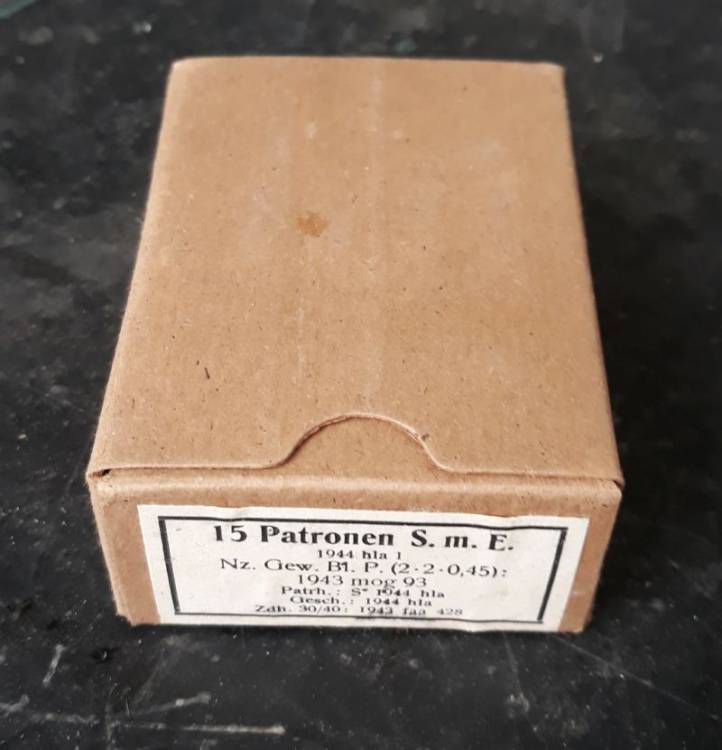 15 Patronen S. m. E.
1944 hla 1
Nz. Gew. Bl. P. (2·2·0,45):
1943 mog 93
Patrh.: S* 1944 hla
Gesch.: 1944 hla
Zdh. 30/40: 1943 faa 428